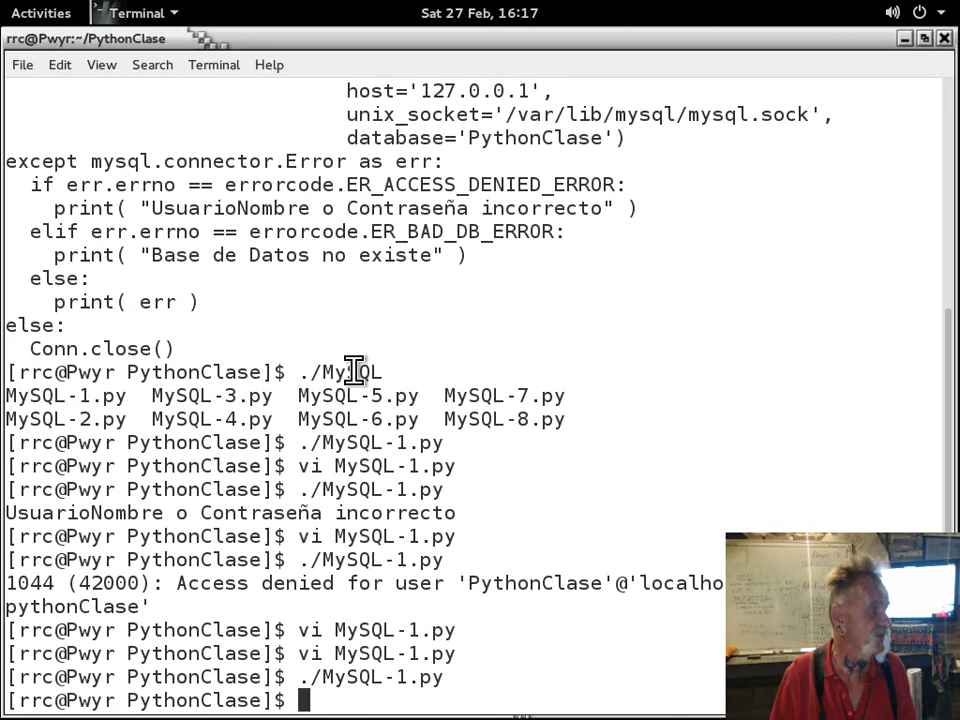 Activities Terminal Sat 27 Feb, 16:17
rrc@Pwyr:~/PythonClase
File Edit View Search Terminal Help
host='127.0.0.1',
unix_socket='/var/lib/mysql/mysql.sock',
database='PythonClase')
except mysql.connector.Error as err:
if err.errno == errorcode.ER_ACCESS_DENIED_ERROR:
print( "UsuarioNombre o Contraseña incorrecto" )
elif err.errno == errorcode.ER_BAD_DB_ERROR:
print( "Base de Datos no existe" )
else:
print( err )
else:
Conn.close()
[rrc@Pwyr PythonClase]$ ./MySQL
MySQL-1.py MySQL-3.py MySQL-5.py MySQL-7.py
MySQL-2.py MySQL-4.py MySQL-6.py MySQL-8.py
[rrc@Pwyr PythonClase]$ ./MySQL-1.py
[rrc@Pwyr PythonClase]$ vi MySQL-1.py
[rrc@Pwyr PythonClase]$ ./MySQL-1.py
UsuarioNombre o Contraseña incorrecto
[rrc@Pwyr PythonClase]$ vi MySQL-1.py
[rrc@Pwyr PythonClase]$ ./MySQL-1.py
1044 (42000): Access denied for user 'PythonClase'@'localho
pythonClase'
[rrc@Pwyr PythonClase]$ vi MySQL-1.py
[rrc@Pwyr PythonClase]$ vi MySQL-1.py
[rrc@Pwyr PythonClase]$ ./MySQL-1.py
[rrc@Pwyr PythonClase]$